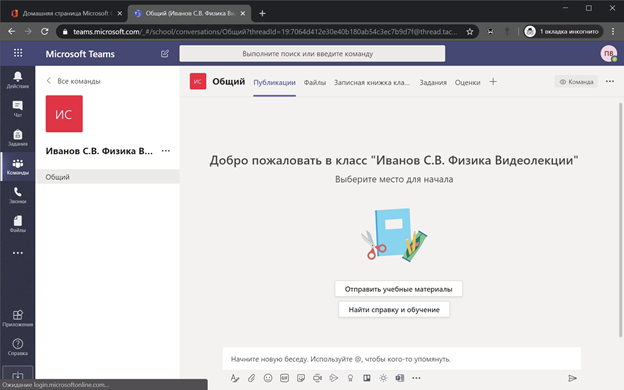 Домашняя страница Microsoft
Общий (Иванов С.В. Физика Виде
teams.microsoft.com/_#/school/conversations/Общий?threadId=19:7064d412e30e40b180ab54c3ec7b9d7f@thread.tac...
1 вкладка инкогнито
Microsoft Teams
Выполните поиск или введите команду
ПВ
Действия
Чат
Задания
Команды
Звонки
Файлы
Приложения
Справка
Все команды
ИС
Иванов С.В. Физика В...
Общий
ИС
Общий
Публикации
Файлы
Записная книжка кла...
Задания
Оценки
Команда
Добро пожаловать в класс "Иванов С.В. Физика Видеолекции"
Выберите место для начала
Отправить учебные материалы
Найти справку и обучение
Начните новую беседу. Используйте @, чтобы кого-то упомянуть.
GIF
Ожидание login.microsoftonline.com...